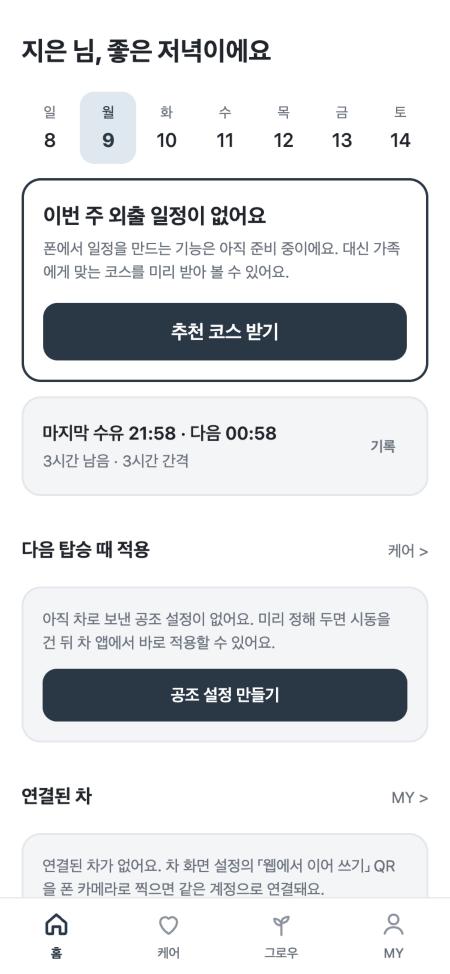 지은 님, 좋은 저녁이에요
일 월 화 수 목 금 토
8 9 10 11 12 13 14
이번 주 외출 일정이 없어요
폰에서 일정을 만드는 기능은 아직 준비 중이에요. 대신 가족
에게 맞는 코스를 미리 받아 볼 수 있어요.
추천 코스 받기
마지막 수유 21:58 · 다음 00:58
3시간 남음 · 3시간 간격
기록
다음 탑승 때 적용
케어 >
아직 차로 보낸 공조 설정이 없어요. 미리 정해 두면 시동을
건 뒤 차 앱에서 바로 적용할 수 있어요.
공조 설정 만들기
연결된 차
MY >
연결된 차가 없어요. 차 화면 설정의 「웹에서 이어 쓰기」 QR
을 폰 카메라로 찍으면 같은 계정으로 연결돼요.
홈 케어 그로우 MY